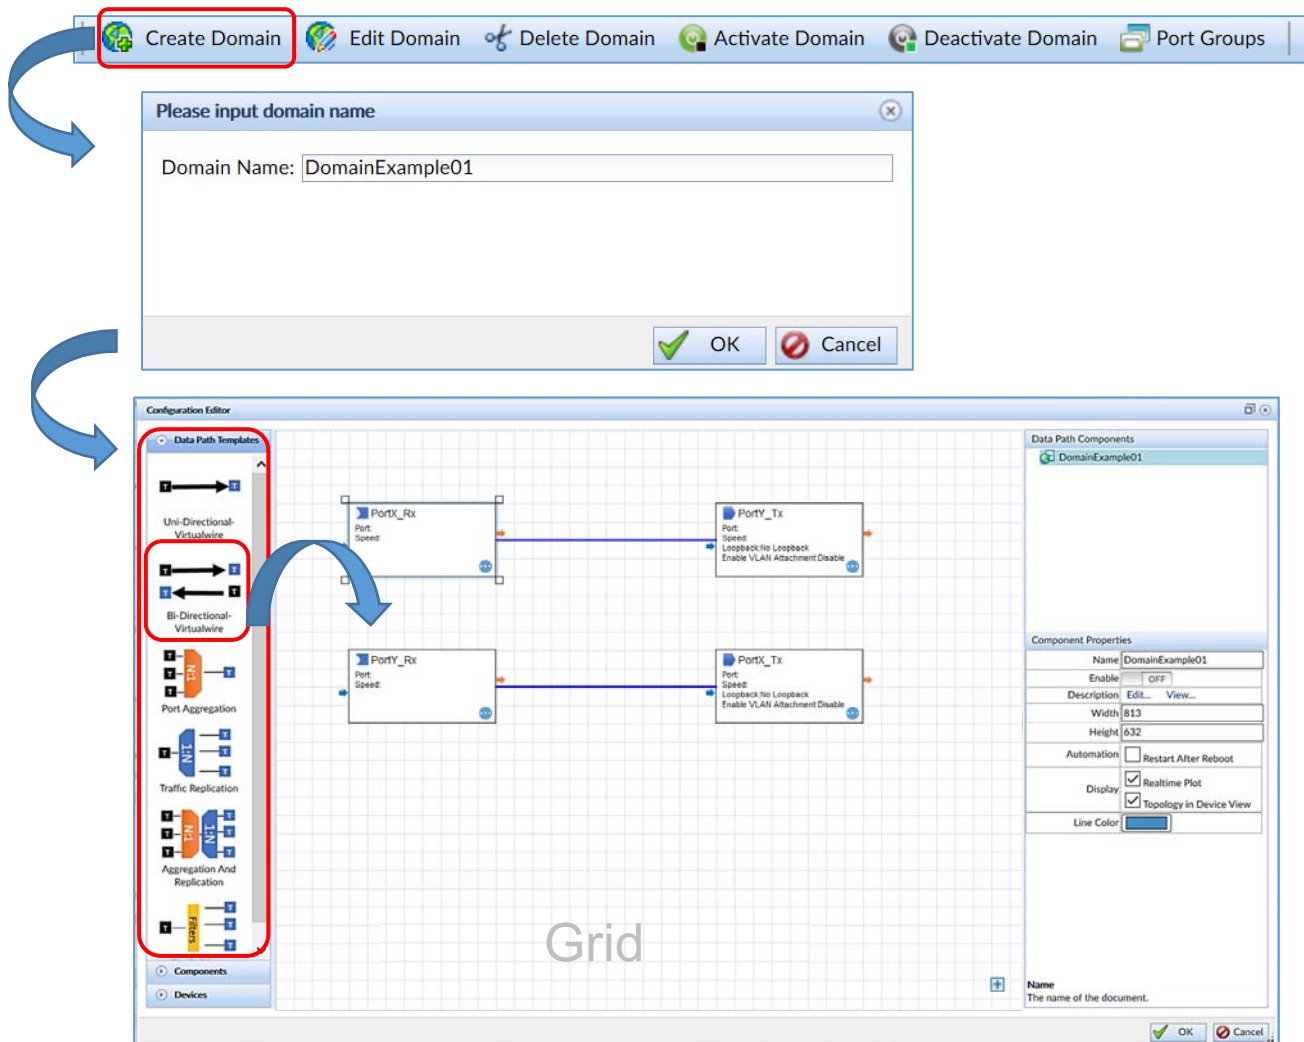 Create Domain Edit Domain Delete Domain Activate Domain Deactivate Domain Port Groups
Please input domain name
Domain Name: DomainExample01
OK Cancel
Configuration Editor
Data Path Templates
Uni-Directional-
Virtualwire
Bi-Directional-
Virtualwire
N:1
Port Aggregation
1:N
Traffic Replication
N:1 1:N
Aggregation And
Replication
Filters
Components
Devices
PortX_Rx
Port:
Speed:
PortY_Tx
Port:
Speed:
Loopback:No Loopback
Enable VLAN Attachment:Disable
PortY_Rx
Port:
Speed:
PortX_Tx
Port:
Speed:
Loopback:No Loopback
Enable VLAN Attachment:Disable
Grid
Data Path Components
DomainExample01
Component Properties
Name DomainExample01
Enable OFF
Description Edit... View...
Width 813
Height 632
Automation Restart After Reboot
Display Realtime Plot
Topology in Device View
Line Color
Name
The name of the document.
OK Cancel